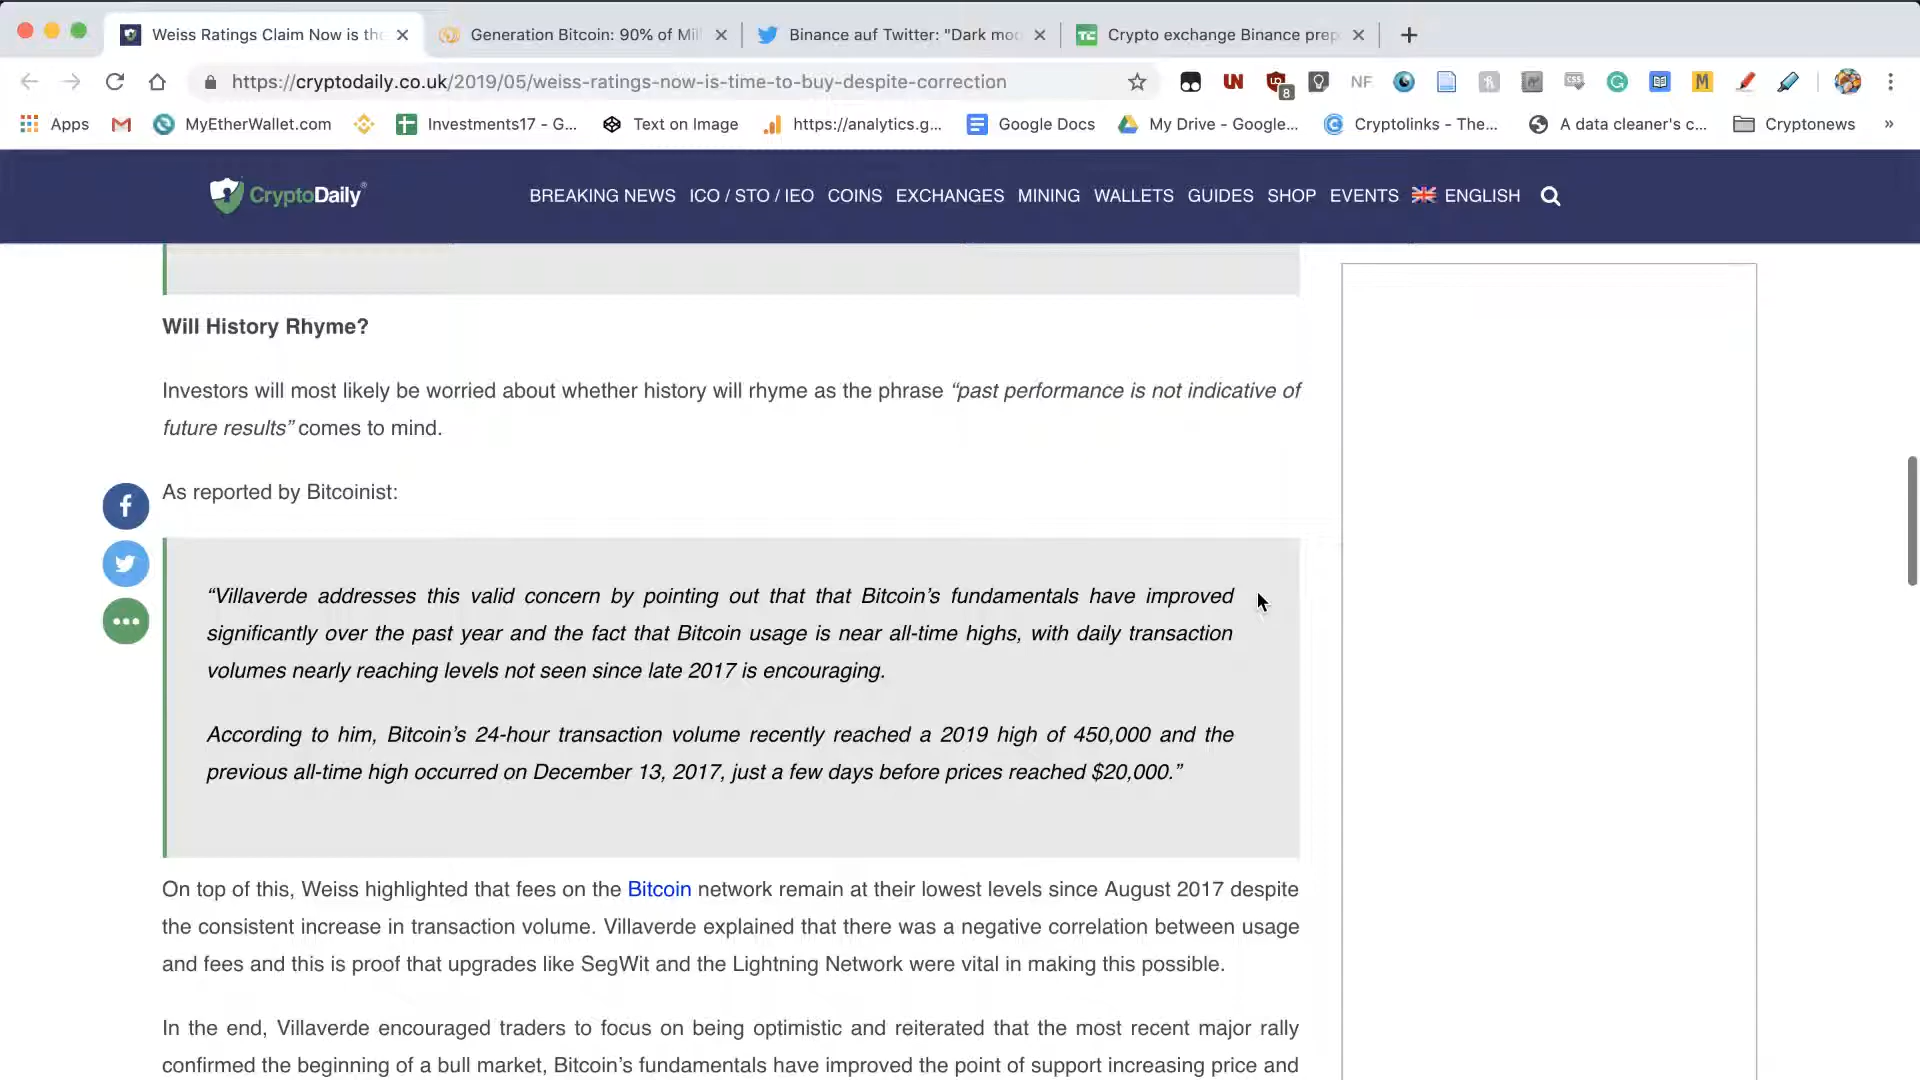 Weiss Ratings Claim Now is the
Generation Bitcoin: 90% of Mil
Binance auf Twitter: "Dark mo
Crypto exchange Binance prep
https://cryptodaily.co.uk/2019/05/weiss-ratings-now-is-time-to-buy-despite-correction
UN
8
NF
CSS
M
Apps
MyEtherWallet.com
Investments17 - G...
Text on Image
https://analytics.g...
Google Docs
My Drive - Google...
Cryptolinks - The...
A data cleaner's c...
Cryptonews
»
CryptoDaily®
BREAKING NEWS
ICO / STO / IEO
COINS
EXCHANGES
MINING
WALLETS
GUIDES
SHOP
EVENTS
ENGLISH
Will History Rhyme?
Investors will most likely be worried about whether history will rhyme as the phrase “past performance is not indicative of
future results” comes to mind.
As reported by Bitcoinist:
“Villaverde addresses this valid concern by pointing out that that Bitcoin’s fundamentals have improved
significantly over the past year and the fact that Bitcoin usage is near all-time highs, with daily transaction
volumes nearly reaching levels not seen since late 2017 is encouraging.
According to him, Bitcoin’s 24-hour transaction volume recently reached a 2019 high of 450,000 and the
previous all-time high occurred on December 13, 2017, just a few days before prices reached $20,000.”
On top of this, Weiss highlighted that fees on the Bitcoin network remain at their lowest levels since August 2017 despite
the consistent increase in transaction volume. Villaverde explained that there was a negative correlation between usage
and fees and this is proof that upgrades like SegWit and the Lightning Network were vital in making this possible.
In the end, Villaverde encouraged traders to focus on being optimistic and reiterated that the most recent major rally
confirmed the beginning of a bull market, Bitcoin’s fundamentals have improved the point of support increasing price and